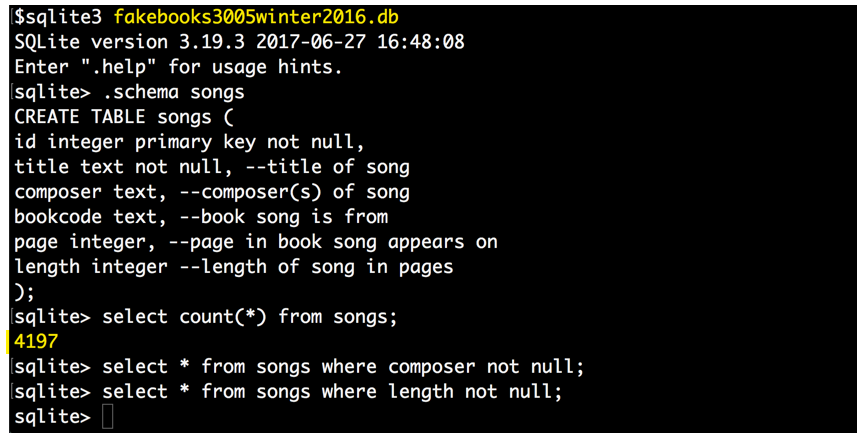 $sqlite3 fakebooks3005winter2016.db
SQLite version 3.19.3 2017-06-27 16:48:08
Enter ".help" for usage hints.
[sqlite> .schema songs
CREATE TABLE songs (
id integer primary key not null,
title text not null, --title of song
composer text, --composer(s) of song
bookcode text, --book song is from
page integer, --page in book song appears on
length integer --length of song in pages
);
[sqlite> select count(*) from songs;
4197
[sqlite> select * from songs where composer not null;
[sqlite> select * from songs where length not null;
sqlite>